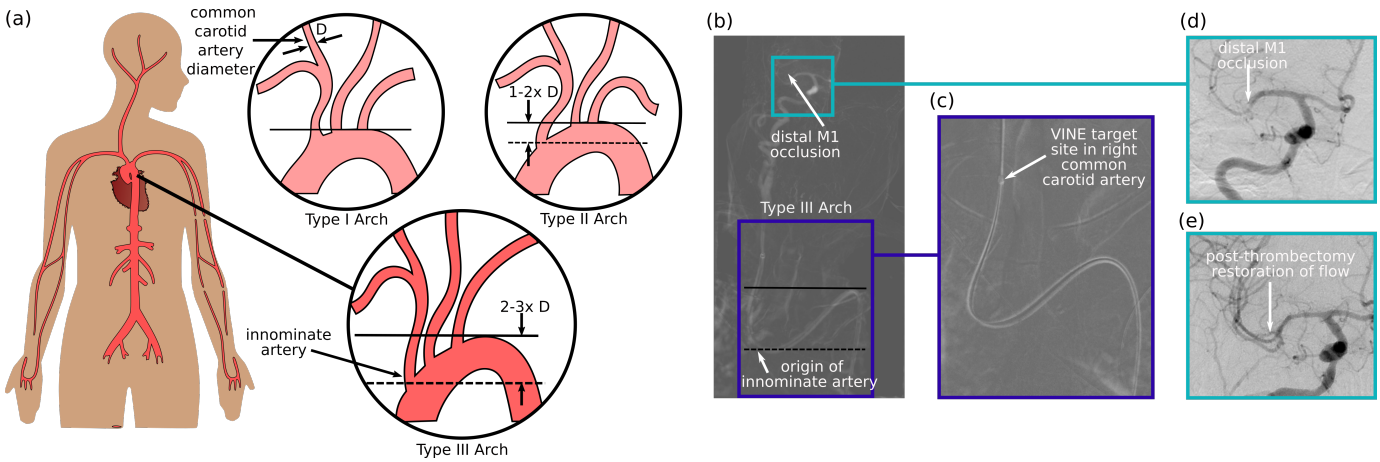 (a)
common
carotid
artery
diameter
D
Type I Arch
1-2x D
Type II Arch
innominate
artery
2-3x D
Type III Arch
(b)
distal M1
occlusion
Type III Arch
origin of
innominate artery
(c)
VINE target
site in right
common
carotid artery
(d)
distal M1
occlusion
(e)
post-thrombectomy
restoration of flow